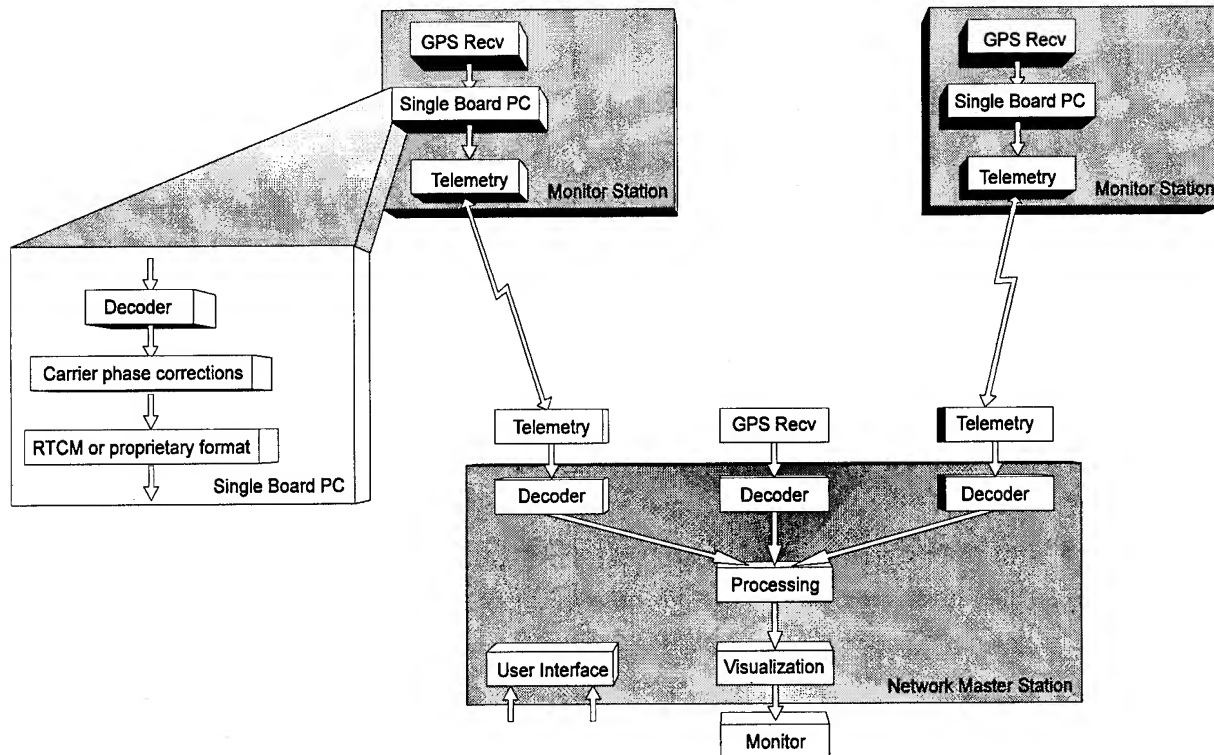 GPS Recv
Single Board PC
Telemetry
Monitor Station
GPS Recv
Single Board PC
Telemetry
Monitor Station
Decoder
Carrier phase corrections
RTCM or proprietary format
Single Board PC
Telemetry
GPS Recv
Telemetry
Decoder
Decoder
Decoder
Processing
User Interface
Visualization
Network Master Station
Monitor